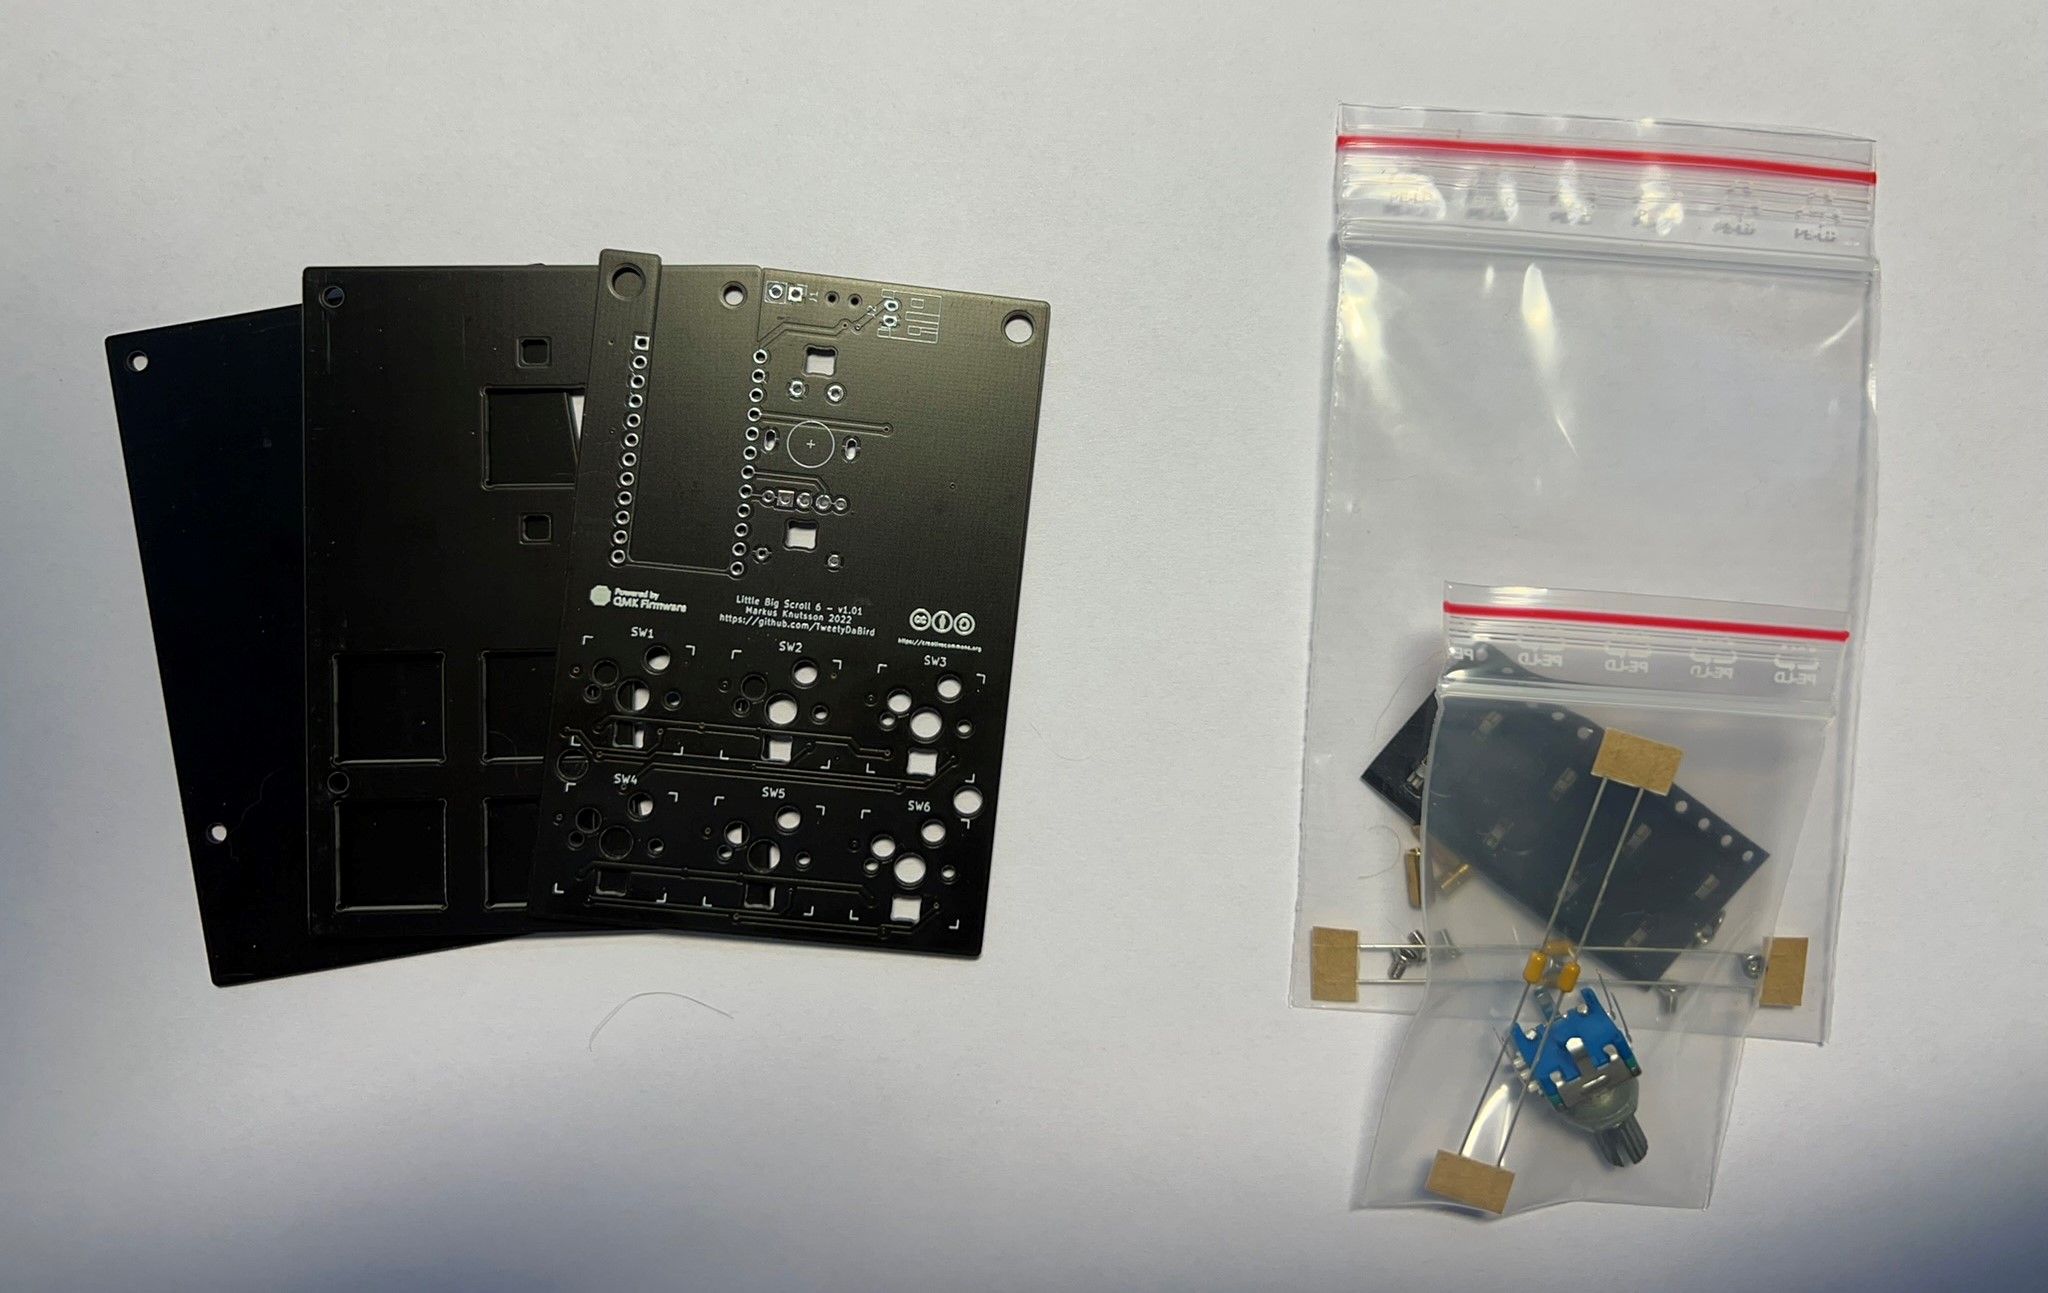 J1
J2
Powered by
QMK Firmware
Little Big Scroll 6 - v1.01
Markus Knutsson 2022
https://github.com/TweetyDaBird
https://creativecommons.org
SW1
SW2
SW3
SW4
SW5
SW6
PE-LD
PE-LD
PE-LD
PE-LD
PE-LD
PE-LD
PE-LD
PE-LD
PE-LD
PE-LD